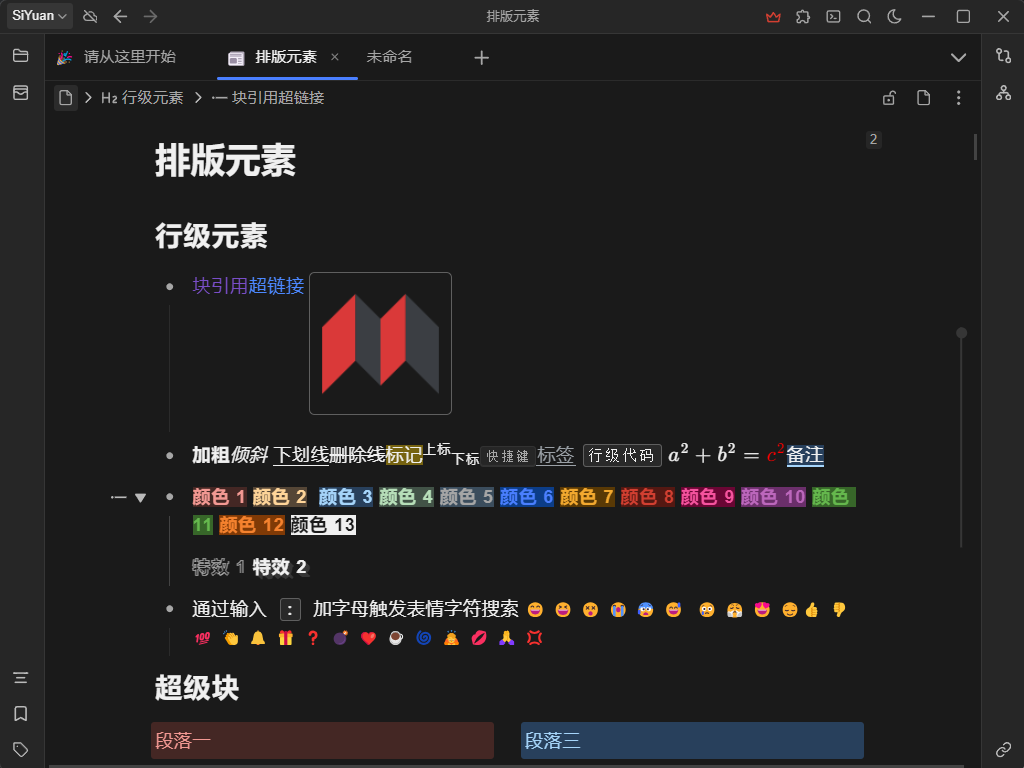 SiYuan
排版元素
请从这里开始
排版元素
未命名
H2 行级元素
块引用超链接
2
排版元素
行级元素
块引用超链接
加粗倾斜 下划线删除线标记上标下标快捷键标签 行级代码 a² + b² = c² 备注
颜色 1 颜色 2 颜色 3 颜色 4 颜色 5 颜色 6 颜色 7 颜色 8 颜色 9 颜色 10 颜色
11 颜色 12 颜色 13
特效 1 特效 2
通过输入 : 加字母触发表情字符搜索 😄 😆 😵 😭 😰 😅 😢 😤 😍 😌 👍 👎
💯 👏 🔔 🎁 ❓ 💣 ❤️ ☕ 🌀 🙇 💋 🙏 💢
超级块
段落一
段落三